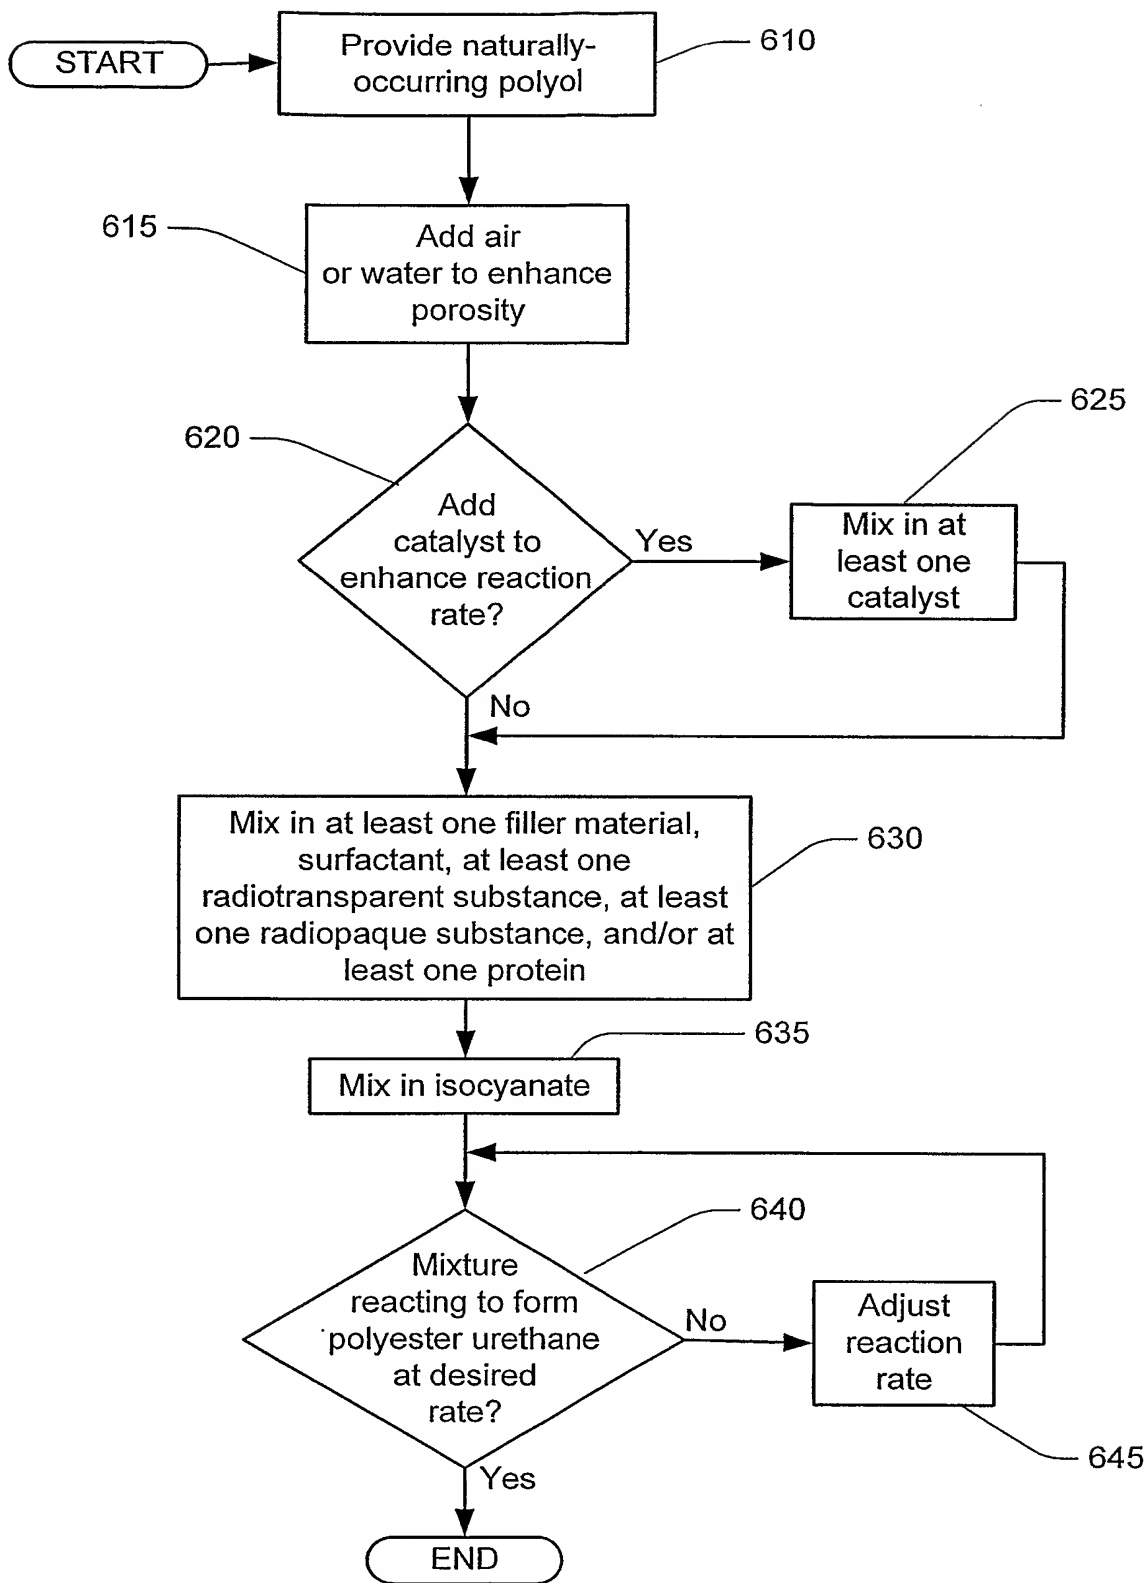 START
Provide naturally-
occurring polyol
610
615
Add air
or water to enhance
porosity
620
Add
catalyst to
enhance reaction
rate?
Yes
625
Mix in at
least one
catalyst
No
Mix in at least one filler material,
surfactant, at least one
radiotransparent substance, at least
one radiopaque substance, and/or at
least one protein
630
635
Mix in isocyanate
640
Mixture
reacting to form
polyester urethane
at desired
rate?
No
Adjust
reaction
rate
645
Yes
END